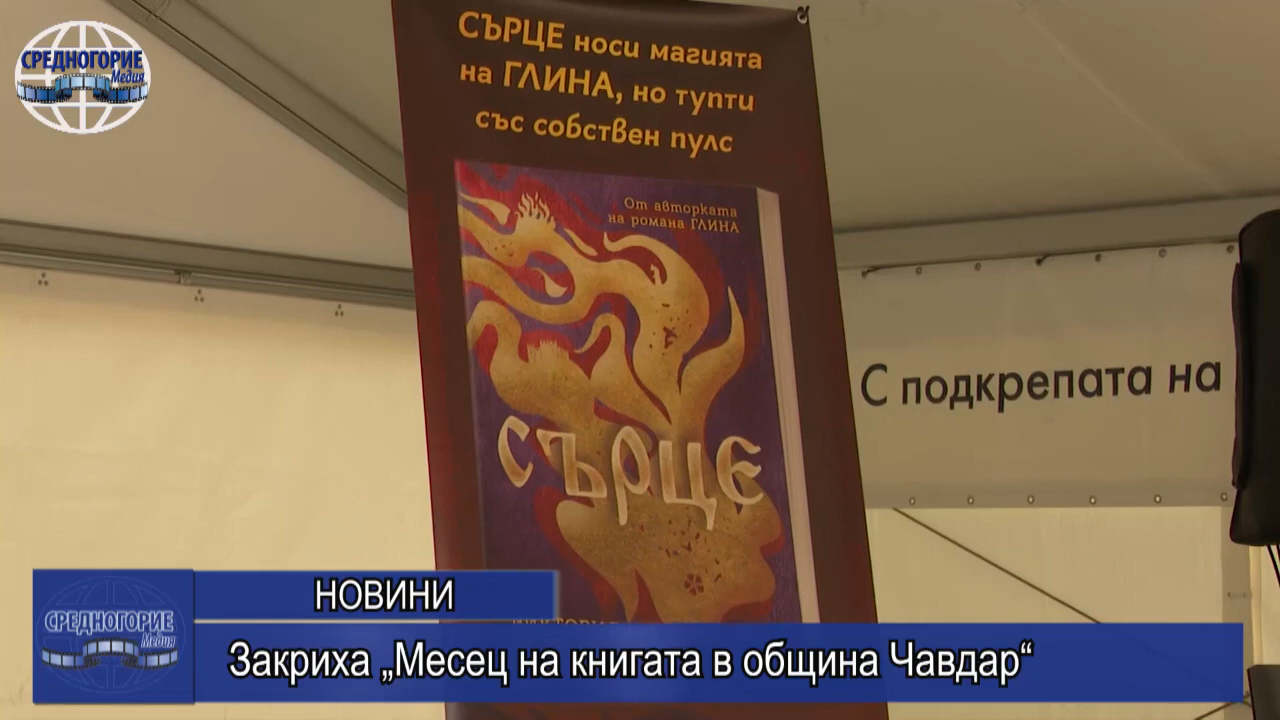 СРЕДНОГОРИЕ
Медия
СЪРЦЕ носи магията
на ГЛИНА, но тупти
със собствен пулс
От авторката
на романа ГЛИНА
сърце
С подкрепата на
НОВИНИ
СРЕДНОГОРИЕ
Медия
Закриха „Месец на книгата в община Чавдар“